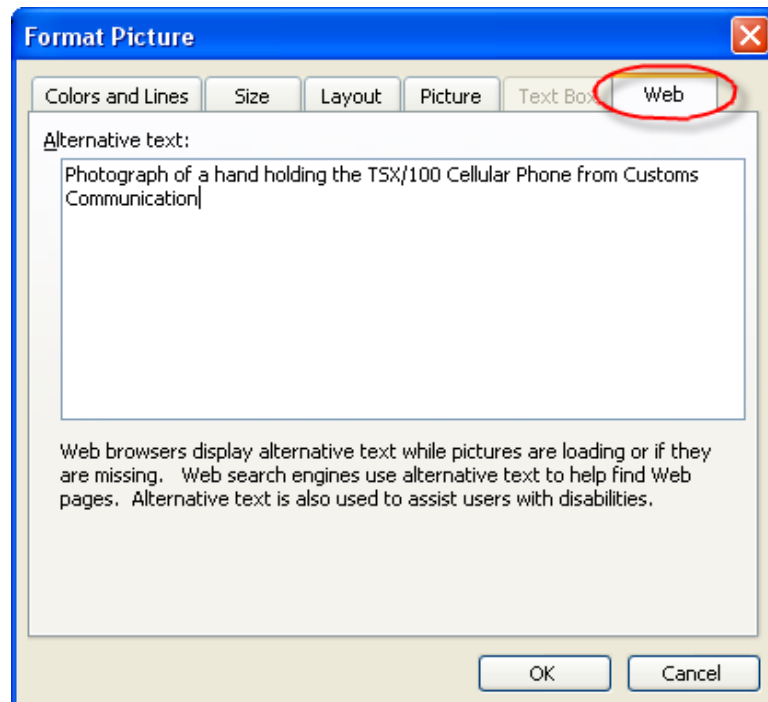 Format Picture
Colors and Lines Size Layout Picture Text Box Web
Alternative text:
Photograph of a hand holding the TSX/100 Cellular Phone from Customs
Communication
Web browsers display alternative text while pictures are loading or if they
are missing. Web search engines use alternative text to help find Web
pages. Alternative text is also used to assist users with disabilities.
OK Cancel